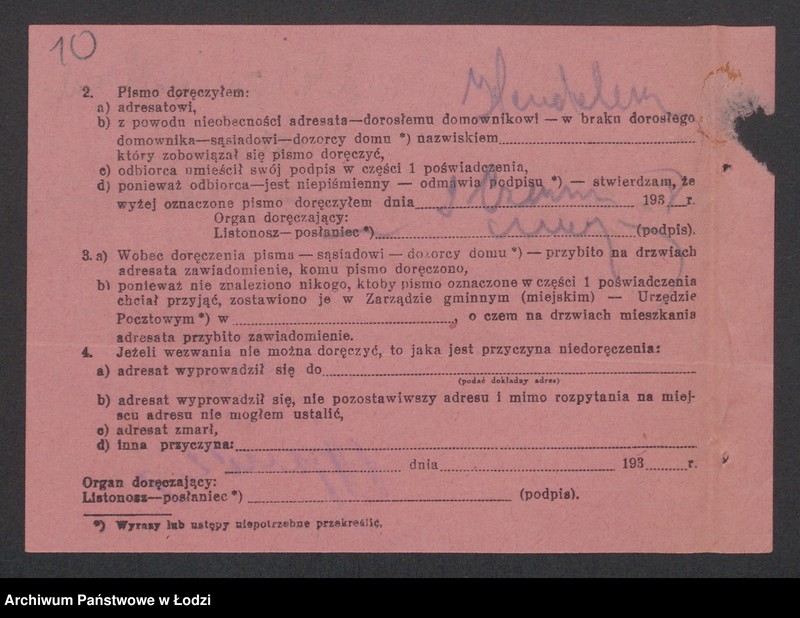 10
2. Pismo doręczyłem:
a) adresatowi,
b) z powodu nieobecności adresata—dorosłemu domownikowi — w braku dorosłego
domownika—sąsiadowi—dozorcy domu *) nazwiskiem
który zobowiązał się pismo doręczyć,
c) odbiorca umieścił swój podpis w części 1 poświadczenia,
d) ponieważ odbiorca—jest niepiśmienny — odmawia podpisu *) — stwierdzam, że
wyżej oznaczone pismo doręczyłem dnia 193 r.
Organ doręczający:
Listonosz— posłaniec *) (podpis).
3. a) Wobec doręczenia pisma — sąsiadowi — dozorcy domu *) — przybito na drzwiach
adresata zawiadomienie, komu pismo doręczono,
b) ponieważ nie znaleziono nikogo, ktoby pismo oznaczone w części 1 poświadczenia
chciał przyjąć, zostawiono je w Zarządzie gminnym (miejskim) — Urzędzie
Pocztowym *) w , o czem na drzwiach mieszkania
adresata przybito zawiadomienie.
4. Jeżeli wezwania nie można doręczyć, to jaka jest przyczyna niedoręczenia:
a) adresat wyprowadził się do
(podać dokładny adres)
b) adresat wyprowadził się, nie pozostawiwszy adresu i mimo rozpytania na miej-
scu adresu nie mogłem ustalić,
c) adresat zmarł,
d) inna przyczyna:
dnia 193 r.
Organ doręczający:
Listonosz—posłaniec *) (podpis).
*) Wyrazy lub ustępy niepotrzebne przekreślić.
Archiwum Państwowe w Łodzi